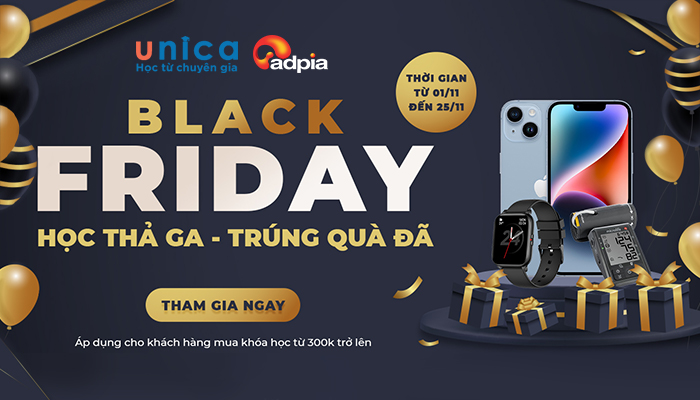 unica
Học từ chuyên gia
adpia
THỜI GIAN
TỪ 01/11
ĐẾN 25/11
BLACK
FRIDAY
HỌC THẢ GA - TRÚNG QUÀ ĐÃ
THAM GIA NGAY
Áp dụng cho khách hàng mua khóa học từ 300k trở lên